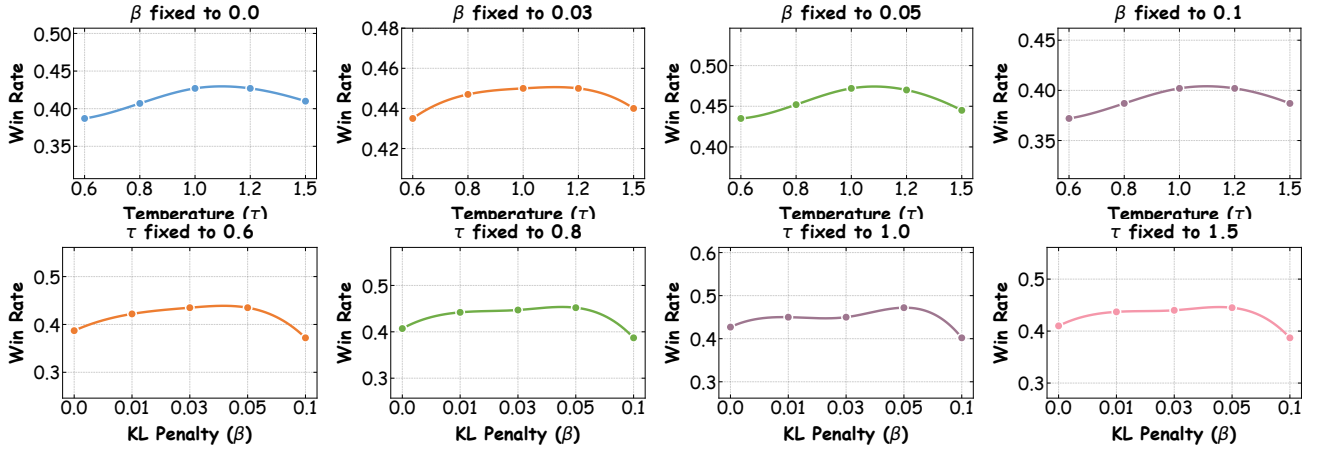 β fixed to 0.0
Win Rate
0.50
0.45
0.40
0.35
0.6 0.8 1.0 1.2 1.5
Temperature (τ)
β fixed to 0.03
Win Rate
0.48
0.46
0.44
0.42
0.6 0.8 1.0 1.2 1.5
Temperature (τ)
β fixed to 0.05
Win Rate
0.50
0.45
0.40
0.6 0.8 1.0 1.2 1.5
Temperature (τ)
β fixed to 0.1
Win Rate
0.45
0.40
0.35
0.6 0.8 1.0 1.2 1.5
Temperature (τ)
τ fixed to 0.6
Win Rate
0.5
0.4
0.3
0.0 0.01 0.03 0.05 0.1
KL Penalty (β)
τ fixed to 0.8
Win Rate
0.5
0.4
0.3
0.0 0.01 0.03 0.05 0.1
KL Penalty (β)
τ fixed to 1.0
Win Rate
0.6
0.5
0.4
0.3
0.0 0.01 0.03 0.05 0.1
KL Penalty (β)
τ fixed to 1.5
Win Rate
0.5
0.4
0.3
0.0 0.01 0.03 0.05 0.1
KL Penalty (β)